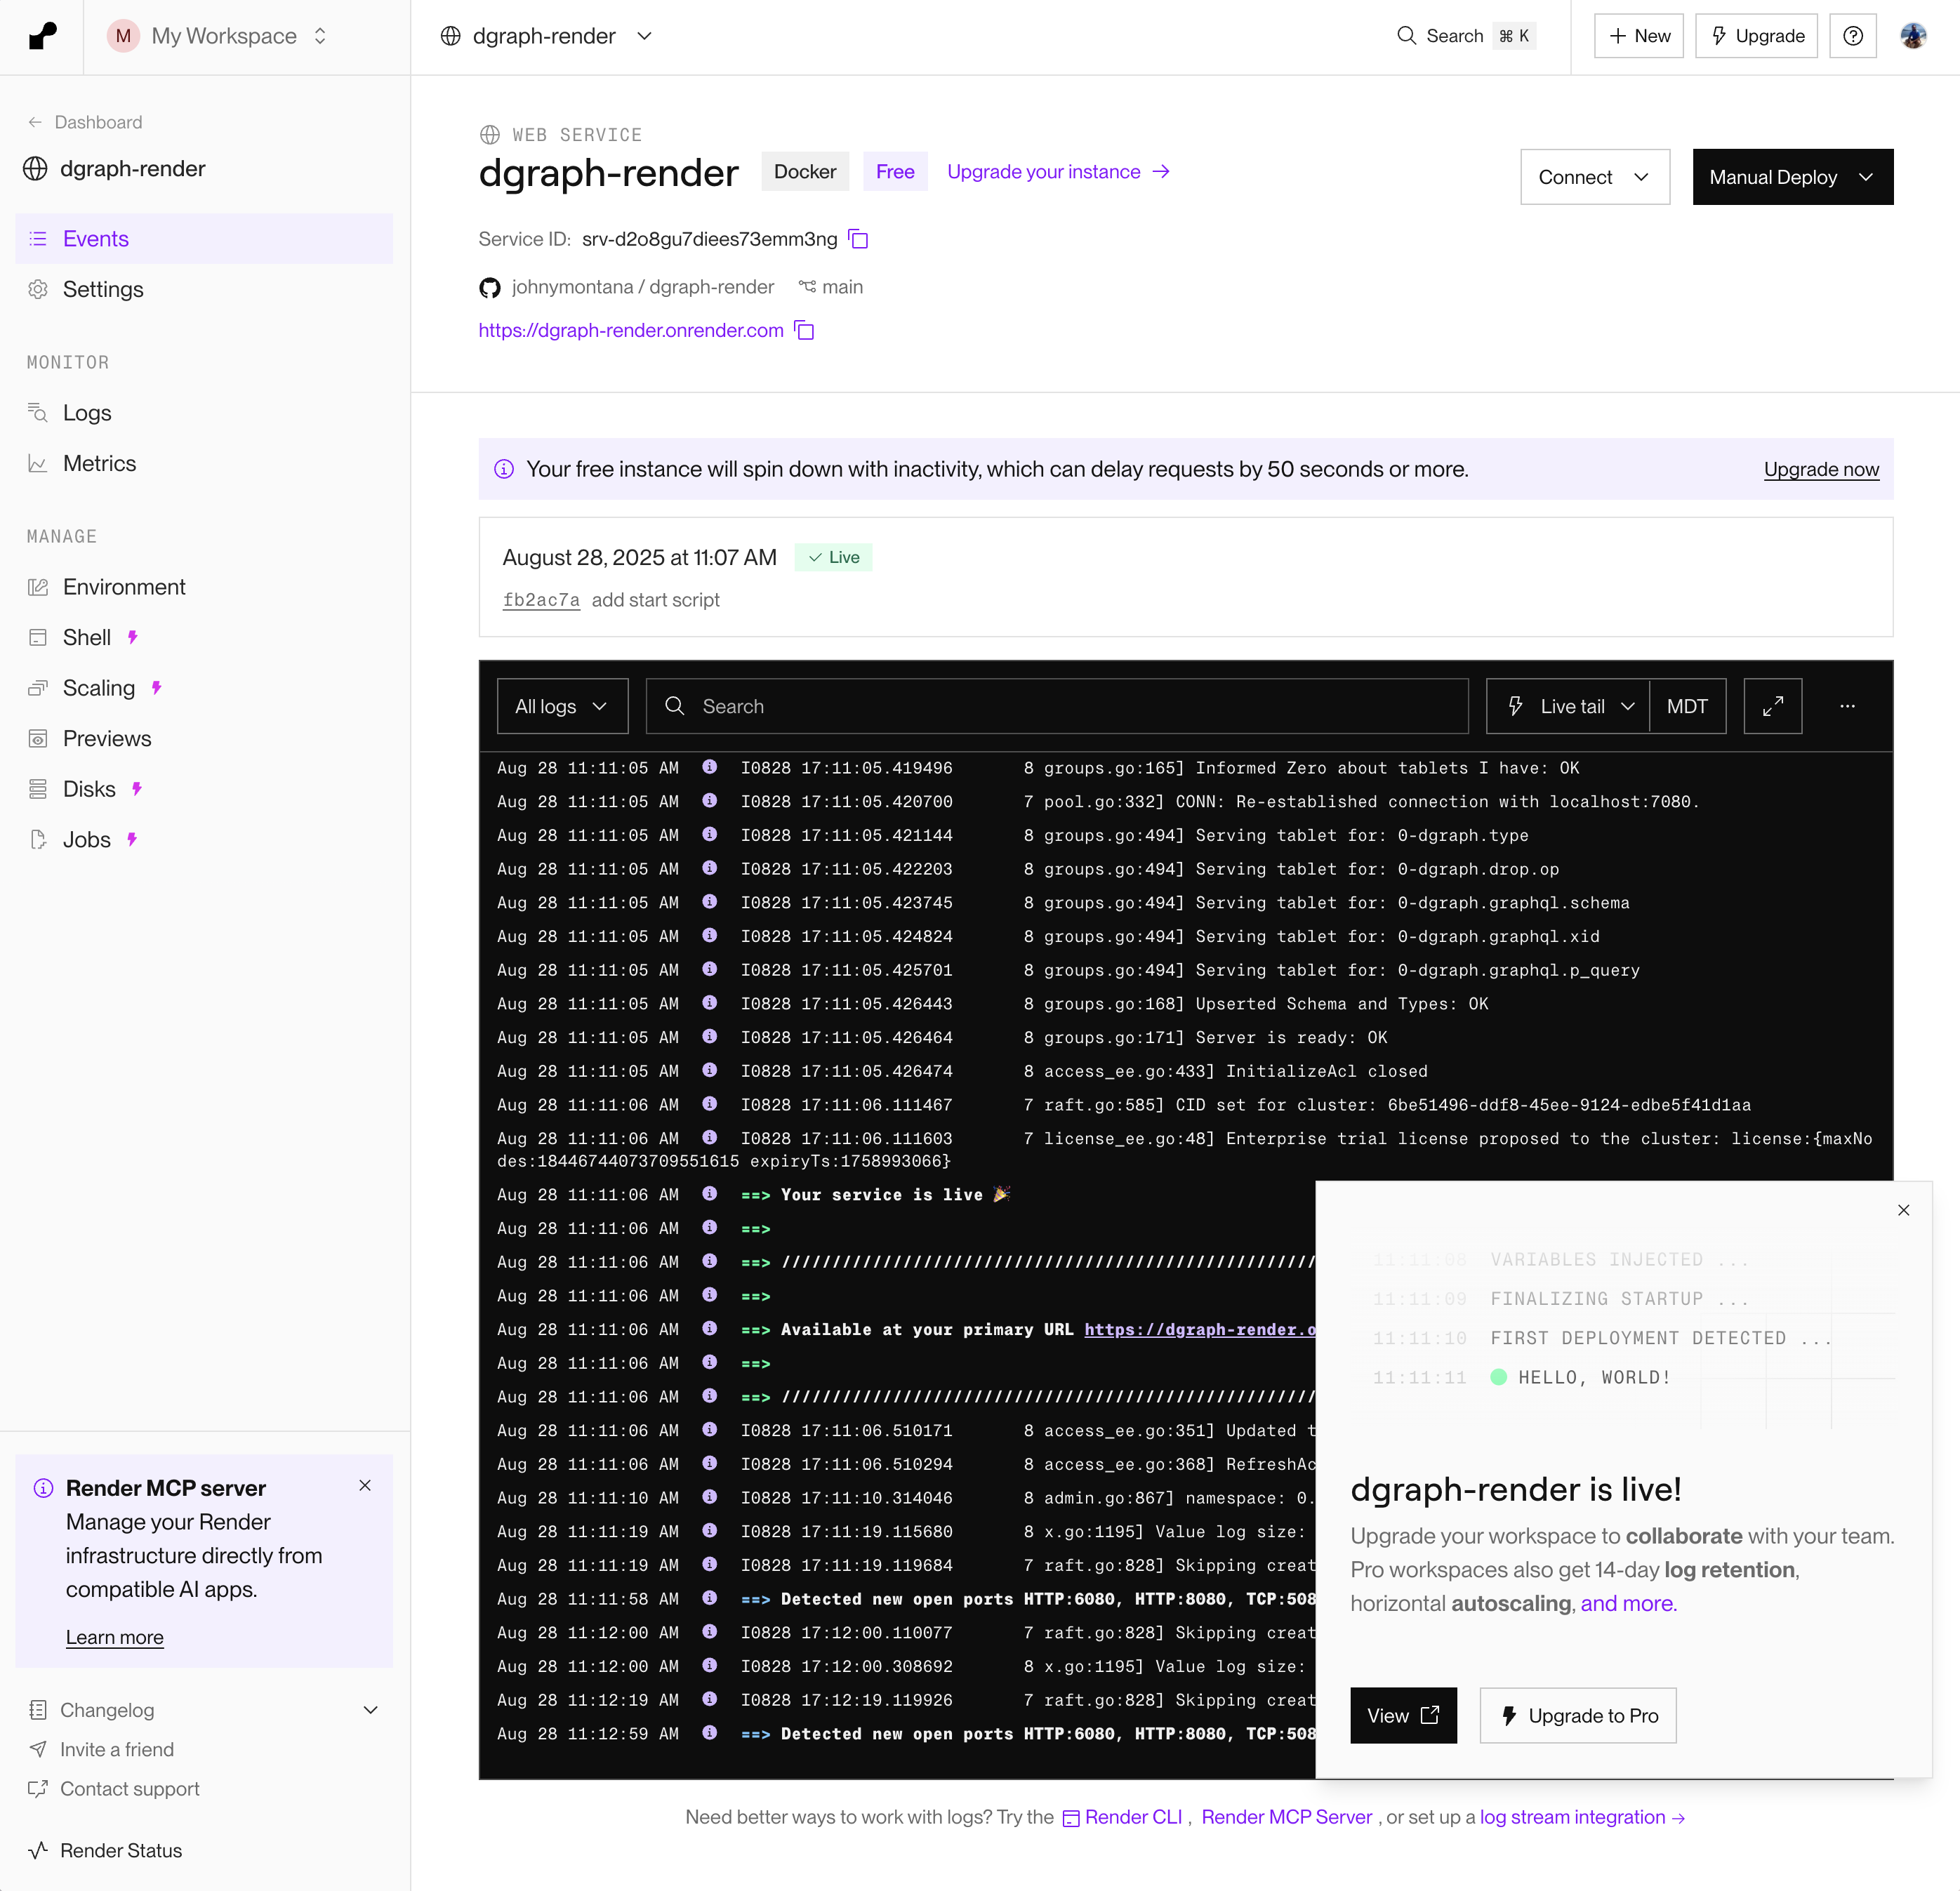 M My Workspace
dgraph-render
Search ⌘ K
+ New
Upgrade
← Dashboard
dgraph-render
Events
Settings
MONITOR
Logs
Metrics
MANAGE
Environment
Shell
Scaling
Previews
Disks
Jobs
Render MCP server
Manage your Render
infrastructure directly from
compatible AI apps.
Learn more
Changelog
Invite a friend
Contact support
Render Status
WEB SERVICE
dgraph-render Docker Free Upgrade your instance →
Connect
Manual Deploy
Service ID: srv-d2o8gu7diees73emm3ng
johnymontana / dgraph-render main
https://dgraph-render.onrender.com
Your free instance will spin down with inactivity, which can delay requests by 50 seconds or more. Upgrade now
August 28, 2025 at 11:07 AM ✓ Live
fb2ac7a add start script
All logs Search Live tail MDT ...
Aug 28 11:11:05 AM I0828 17:11:05.419496 8 groups.go:165] Informed Zero about tablets I have: OK
Aug 28 11:11:05 AM I0828 17:11:05.420700 7 pool.go:332] CONN: Re-established connection with localhost:7080.
Aug 28 11:11:05 AM I0828 17:11:05.421144 8 groups.go:494] Serving tablet for: 0-dgraph.type
Aug 28 11:11:05 AM I0828 17:11:05.422203 8 groups.go:494] Serving tablet for: 0-dgraph.drop.op
Aug 28 11:11:05 AM I0828 17:11:05.423745 8 groups.go:494] Serving tablet for: 0-dgraph.graphql.schema
Aug 28 11:11:05 AM I0828 17:11:05.424824 8 groups.go:494] Serving tablet for: 0-dgraph.graphql.xid
Aug 28 11:11:05 AM I0828 17:11:05.425701 8 groups.go:494] Serving tablet for: 0-dgraph.graphql.p_query
Aug 28 11:11:05 AM I0828 17:11:05.426443 8 groups.go:168] Upserted Schema and Types: OK
Aug 28 11:11:05 AM I0828 17:11:05.426464 8 groups.go:171] Server is ready: OK
Aug 28 11:11:05 AM I0828 17:11:05.426474 8 access_ee.go:433] InitializeAcl closed
Aug 28 11:11:06 AM I0828 17:11:06.111467 7 raft.go:585] CID set for cluster: 6be51496-ddf8-45ee-9124-edbe5f41d1aa
Aug 28 11:11:06 AM I0828 17:11:06.111603 7 license_ee.go:48] Enterprise trial license proposed to the cluster: license:{maxNo
des:18446744073709551615 expiryTs:1758993066}
Aug 28 11:11:06 AM ==> Your service is live 🎉
Aug 28 11:11:06 AM ==>
Aug 28 11:11:06 AM ==> /////////////////////////////////////////////////////
Aug 28 11:11:06 AM ==>
Aug 28 11:11:06 AM ==> Available at your primary URL https://dgraph-render.o
Aug 28 11:11:06 AM ==>
Aug 28 11:11:06 AM ==> /////////////////////////////////////////////////////
Aug 28 11:11:06 AM I0828 17:11:06.510171 8 access_ee.go:351] Updated t
Aug 28 11:11:06 AM I0828 17:11:06.510294 8 access_ee.go:368] RefreshAc
Aug 28 11:11:10 AM I0828 17:11:10.314046 8 admin.go:867] namespace: 0.
Aug 28 11:11:19 AM I0828 17:11:19.115680 8 x.go:1195] Value log size:
Aug 28 11:11:19 AM I0828 17:11:19.119684 7 raft.go:828] Skipping creat
Aug 28 11:11:58 AM ==> Detected new open ports HTTP:6080, HTTP:8080, TCP:508
Aug 28 11:12:00 AM I0828 17:12:00.110077 7 raft.go:828] Skipping creat
Aug 28 11:12:00 AM I0828 17:12:00.308692 8 x.go:1195] Value log size:
Aug 28 11:12:19 AM I0828 17:12:19.119926 7 raft.go:828] Skipping creat
Aug 28 11:12:59 AM ==> Detected new open ports HTTP:6080, HTTP:8080, TCP:508
11:11:08 VARIABLES INJECTED ...
11:11:09 FINALIZING STARTUP ...
11:11:10 FIRST DEPLOYMENT DETECTED ...
11:11:11 HELLO, WORLD!
dgraph-render is live!
Upgrade your workspace to collaborate with your team.
Pro workspaces also get 14-day log retention,
horizontal autoscaling, and more.
View
Upgrade to Pro
Need better ways to work with logs? Try the Render CLI , Render MCP Server , or set up a log stream integration →